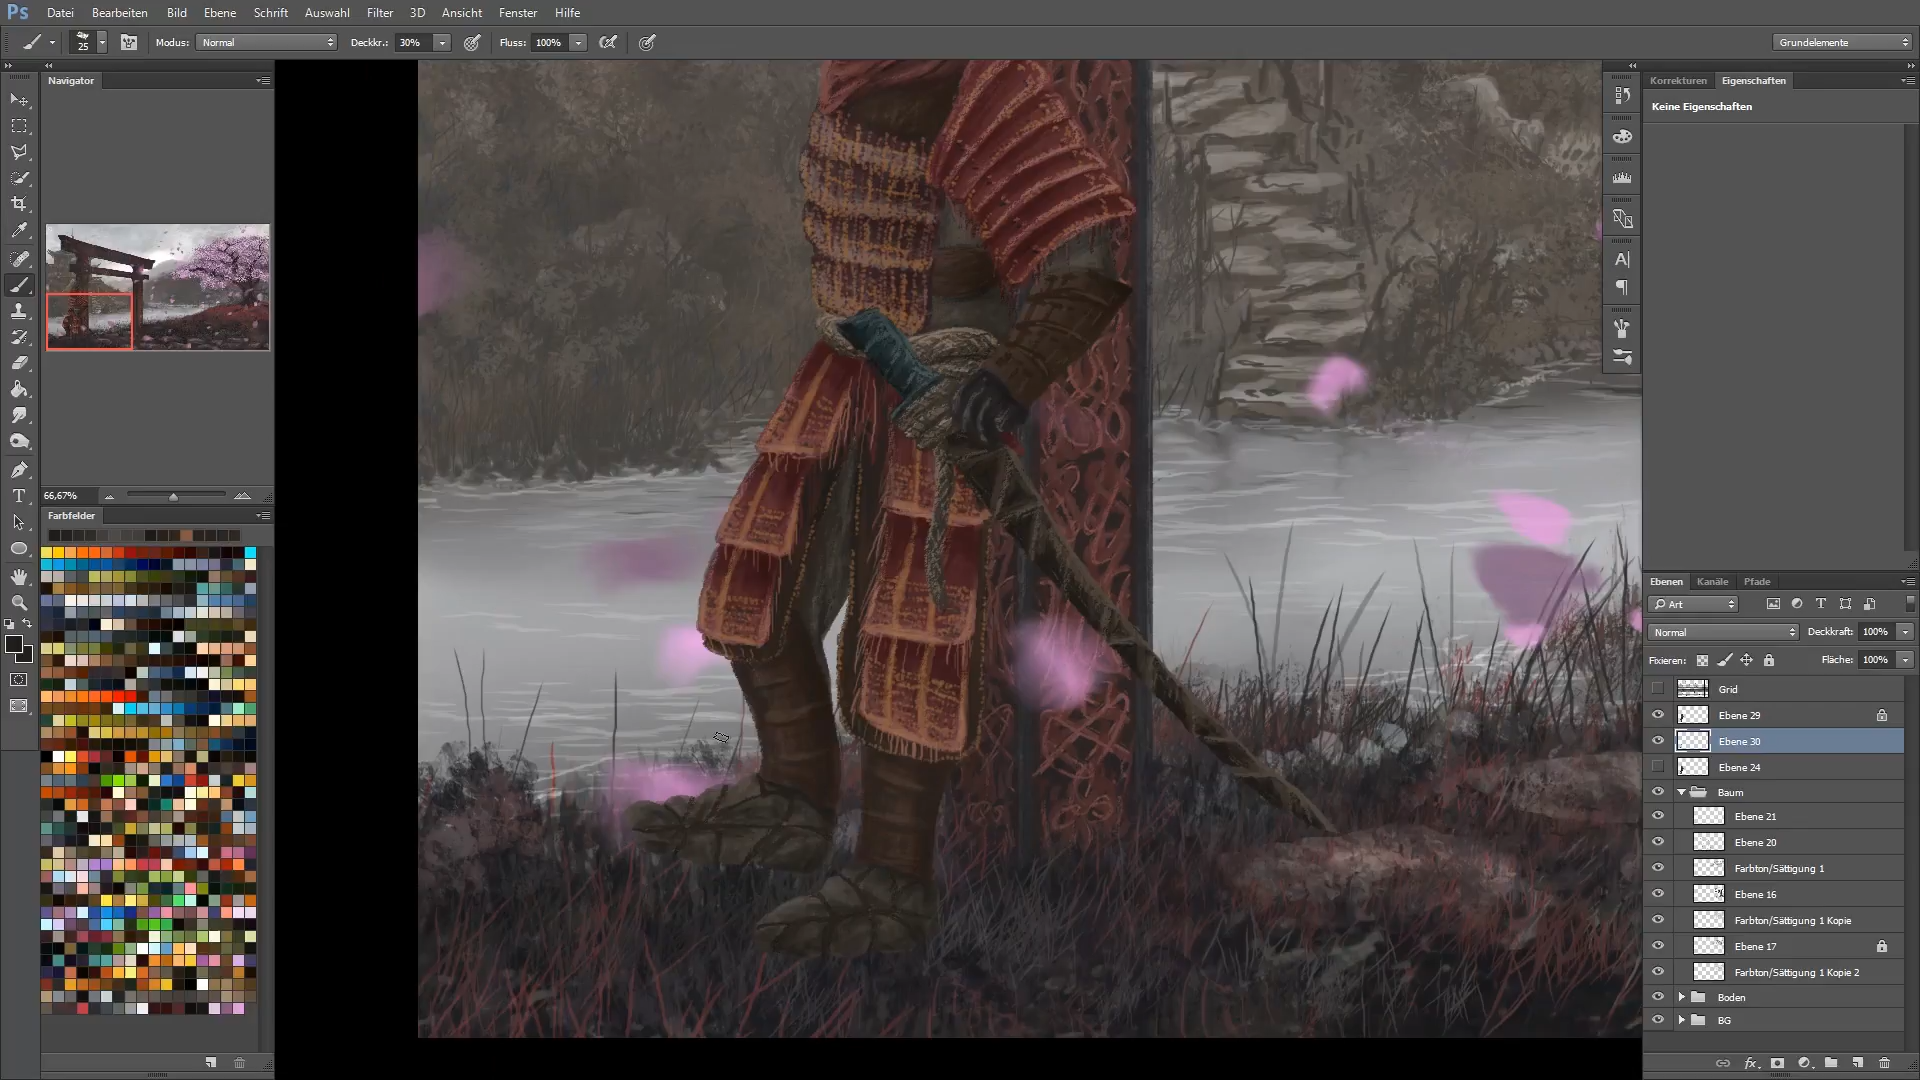 Ps Datei Bearbeiten Bild Ebene Schrift Auswahl Filter 3D Ansicht Fenster Hilfe
25 Modus: Normal Deckkr.: 30% Fluss: 100% Grundelemente
Navigator
Korrekturen Eigenschaften
Keine Eigenschaften
66,67%
Farbfelder
Ebenen Kanäle Pfade
Art
Normal Deckkraft: 100%
Fixieren: Fläche: 100%
Grid
Ebene 29
Ebene 30
Ebene 24
Baum
Ebene 21
Ebene 20
Farbton/Sättigung 1
Ebene 16
Farbton/Sättigung 1 Kopie
Ebene 17
Farbton/Sättigung 1 Kopie 2
Boden
BG